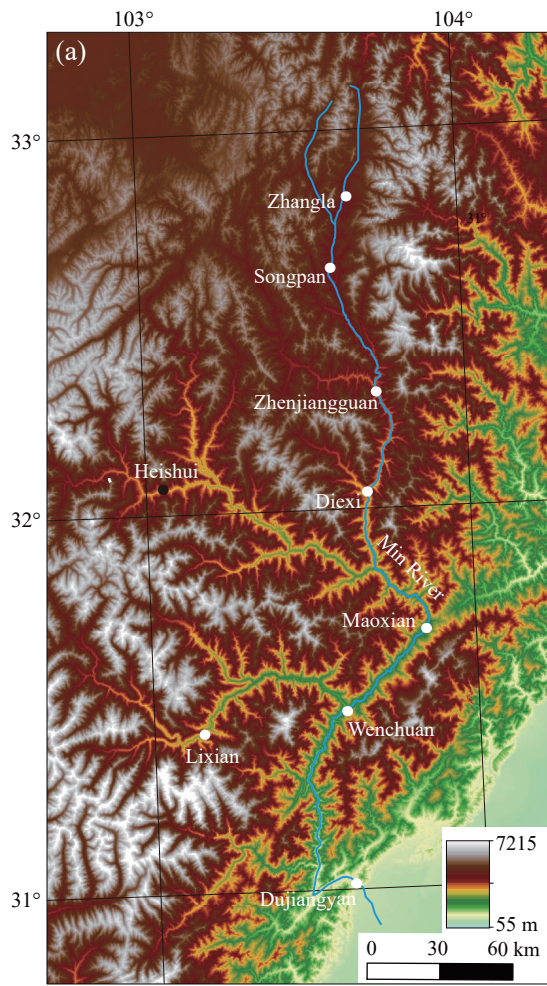 103°
104°
(a)
33°
Zhangla
31°
Songpan
Zhenjiangguan
Heishui
Diexi
32°
Min River
Maoxian
Wenchuan
Lixian
7215
31°
Dujiangyan
55 m
0 30 60 km